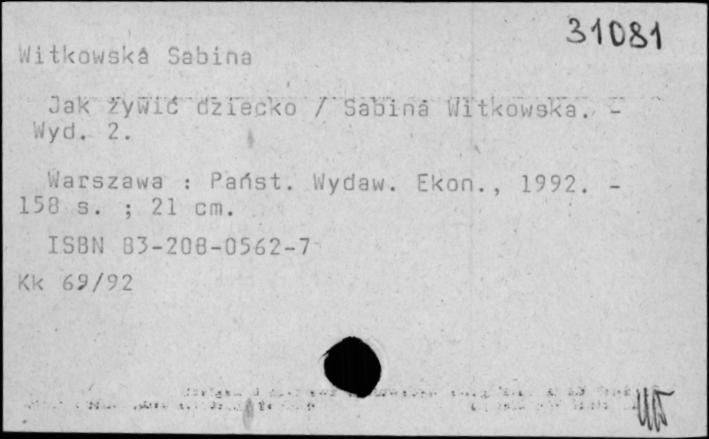 31081
Witkowska Sabina
Jak żywić dziecko / Sabina Witkowska. -
Wyd. 2.
Warszawa : Państ. Wydaw. Ekon., 1992. -
158 s. ; 21 cm.
ISBN 83-208-0562-7
Kk 69/92